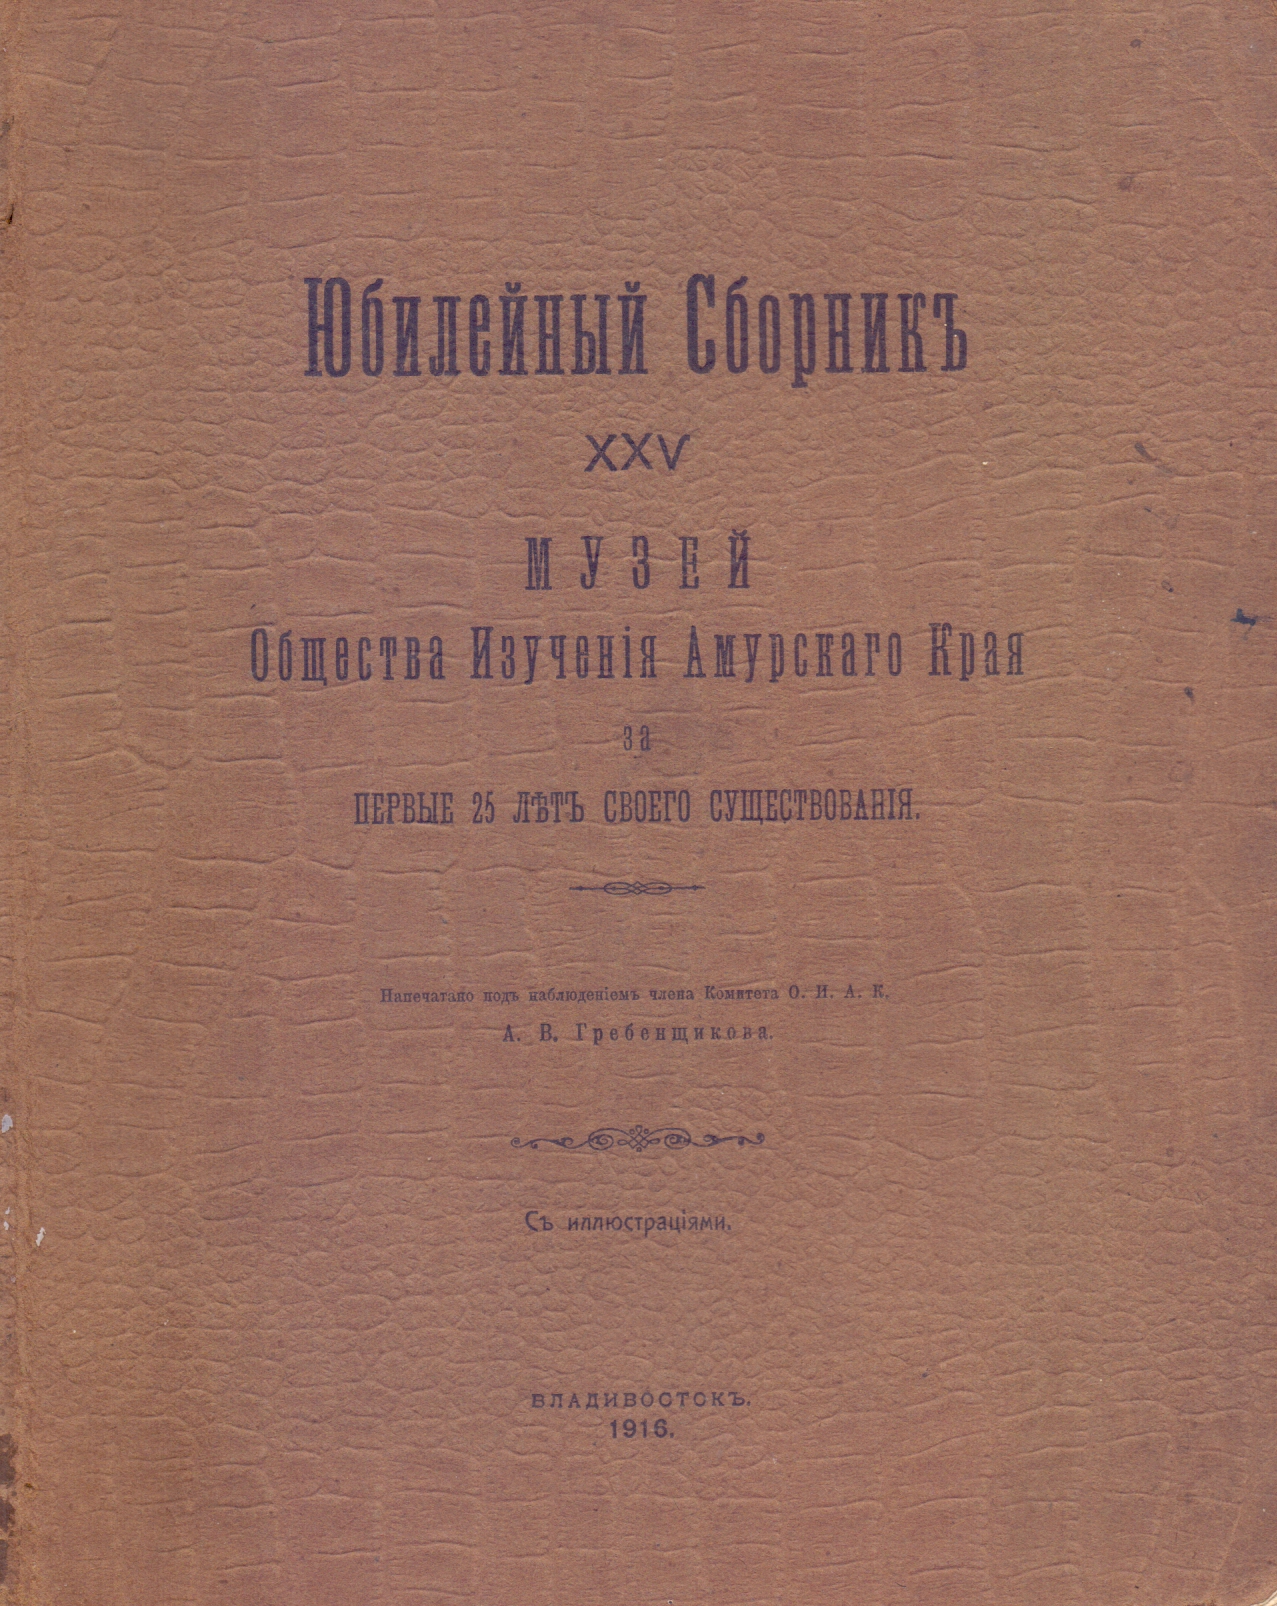 Юбилейный Сборникъ
XXV
МУЗЕЙ
Общества Изученія Амурскаго Края
за
ПЕРВЫЕ 25 ЛѢТЪ СВОЕГО СУЩЕСТВОВАНІЯ.
Напечатано подъ наблюденіемъ члена Комитета О. И. А. К.
А. В. Гребенщикова.
Съ иллюстраціями.
ВЛАДИВОСТОКЪ.
1916.